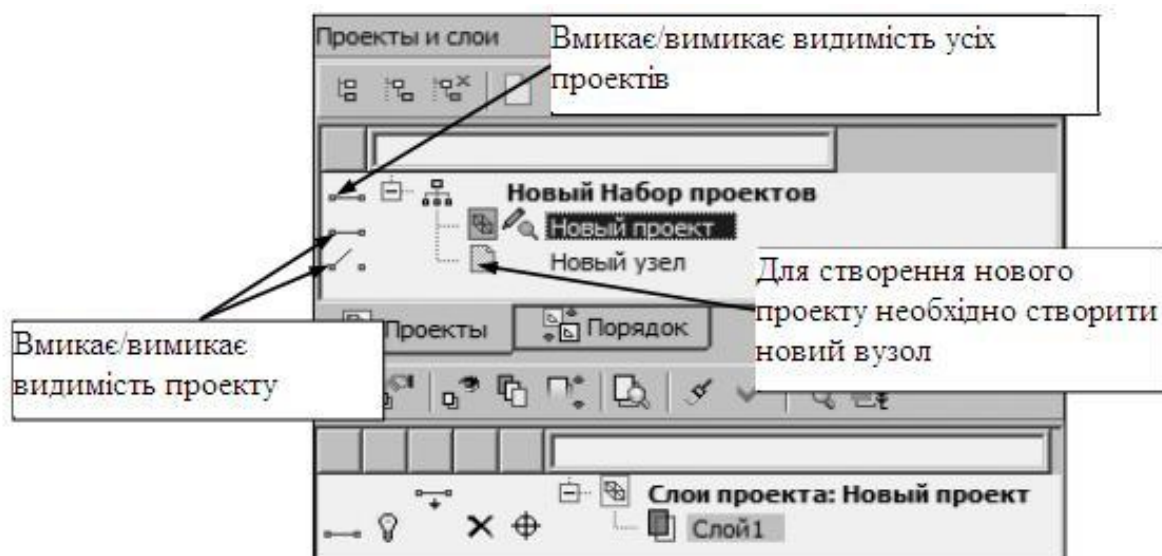 Проекты и слои
Вмикає/вимикає видимість усіх
проектів
Новый Набор проектов
Новый проект
Новый узел
Для створення нового
проекту необхідно створити
новий вузол
Проекты
Порядок
Вмикає/вимикає
видимість проекту
Слои проекта: Новый проект
Слой1